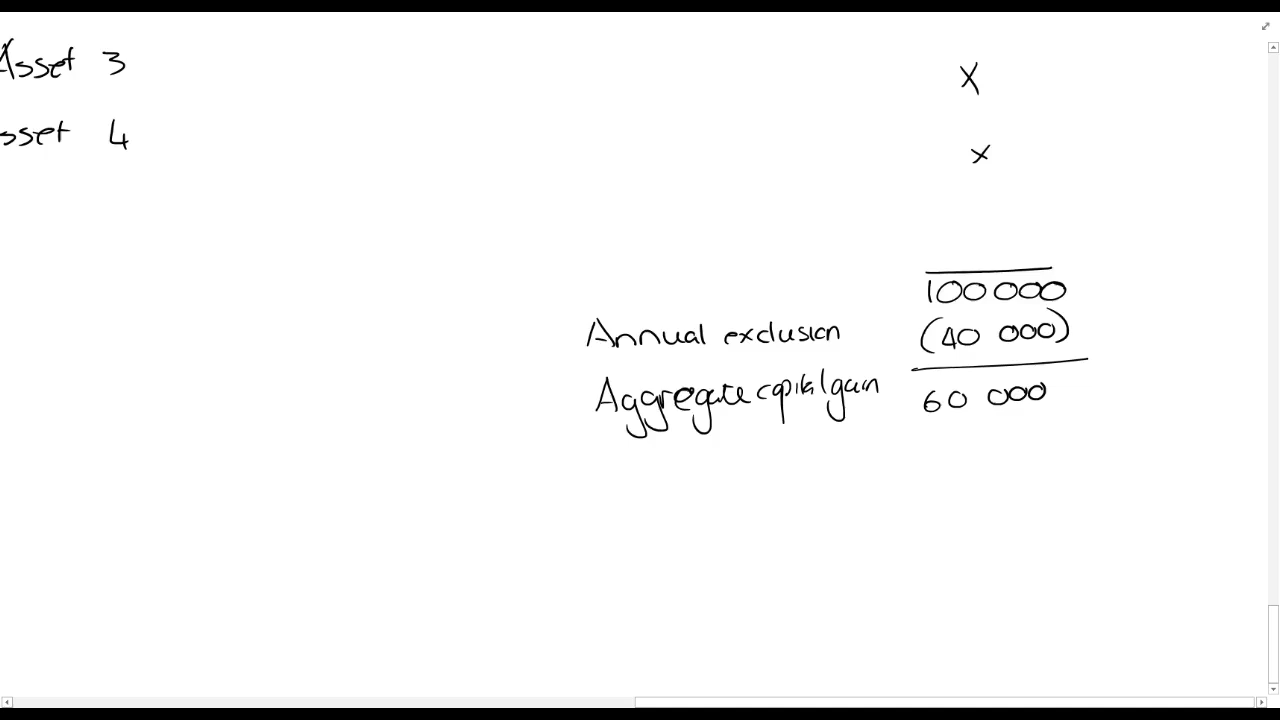 Asset 3 X
sset 4 x
100 000
Annual exclusion (40 000)
Aggregate capital gain 60 000